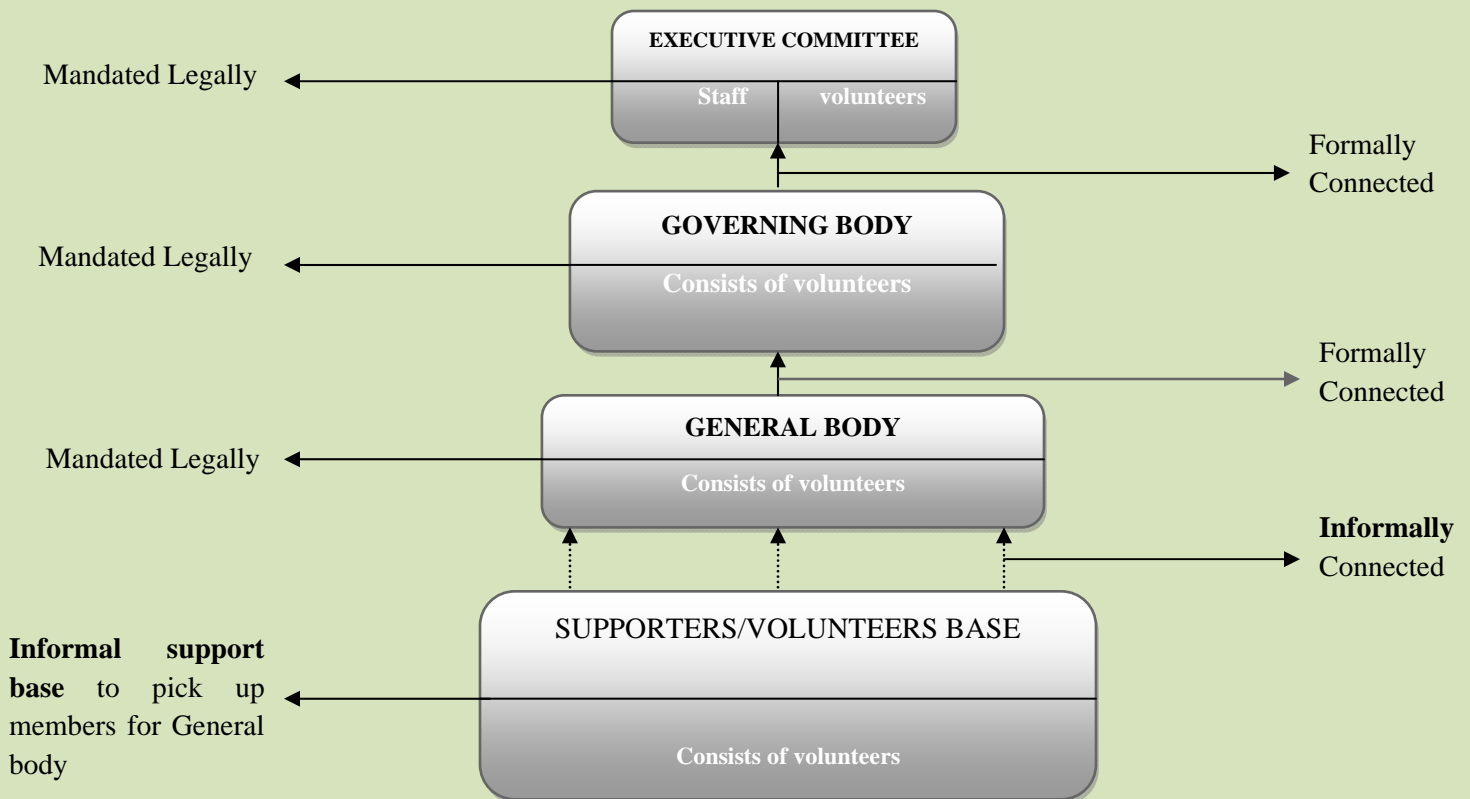 EXECUTIVE COMMITTEE
Mandated Legally
Staff volunteers
Formally
Connected
GOVERNING BODY
Mandated Legally
Consists of volunteers
Formally
Connected
GENERAL BODY
Mandated Legally
Consists of volunteers
Informally
Connected
SUPPORTERS/VOLUNTEERS BASE
Informal support
base to pick up
members for General
body
Consists of volunteers